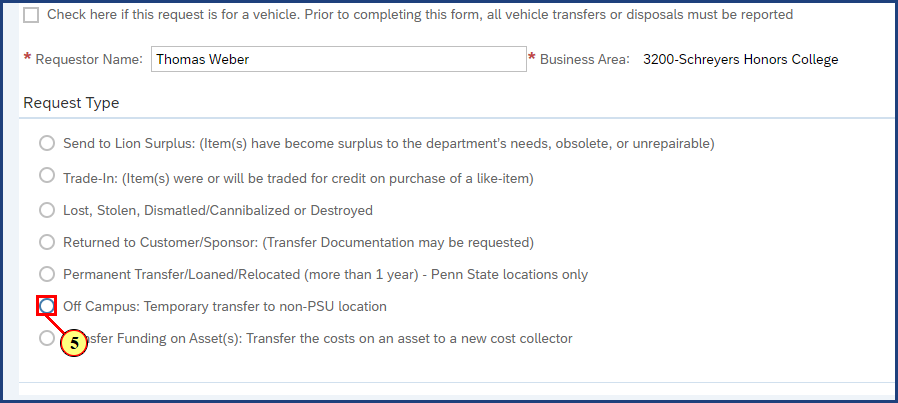 Check here if this request is for a vehicle. Prior to completing this form, all vehicle transfers or disposals must be reported
* Requestor Name: Thomas Weber * Business Area: 3200-Schreyers Honors College
Request Type
Send to Lion Surplus: (Item(s) have become surplus to the department's needs, obsolete, or unrepairable)
Trade-In: (Item(s) were or will be traded for credit on purchase of a like-item)
Lost, Stolen, Dismatled/Cannibalized or Destroyed
Returned to Customer/Sponsor: (Transfer Documentation may be requested)
Permanent Transfer/Loaned/Relocated (more than 1 year) - Penn State locations only
Off Campus: Temporary transfer to non-PSU location
5 Funding on Asset(s): Transfer the costs on an asset to a new cost collector